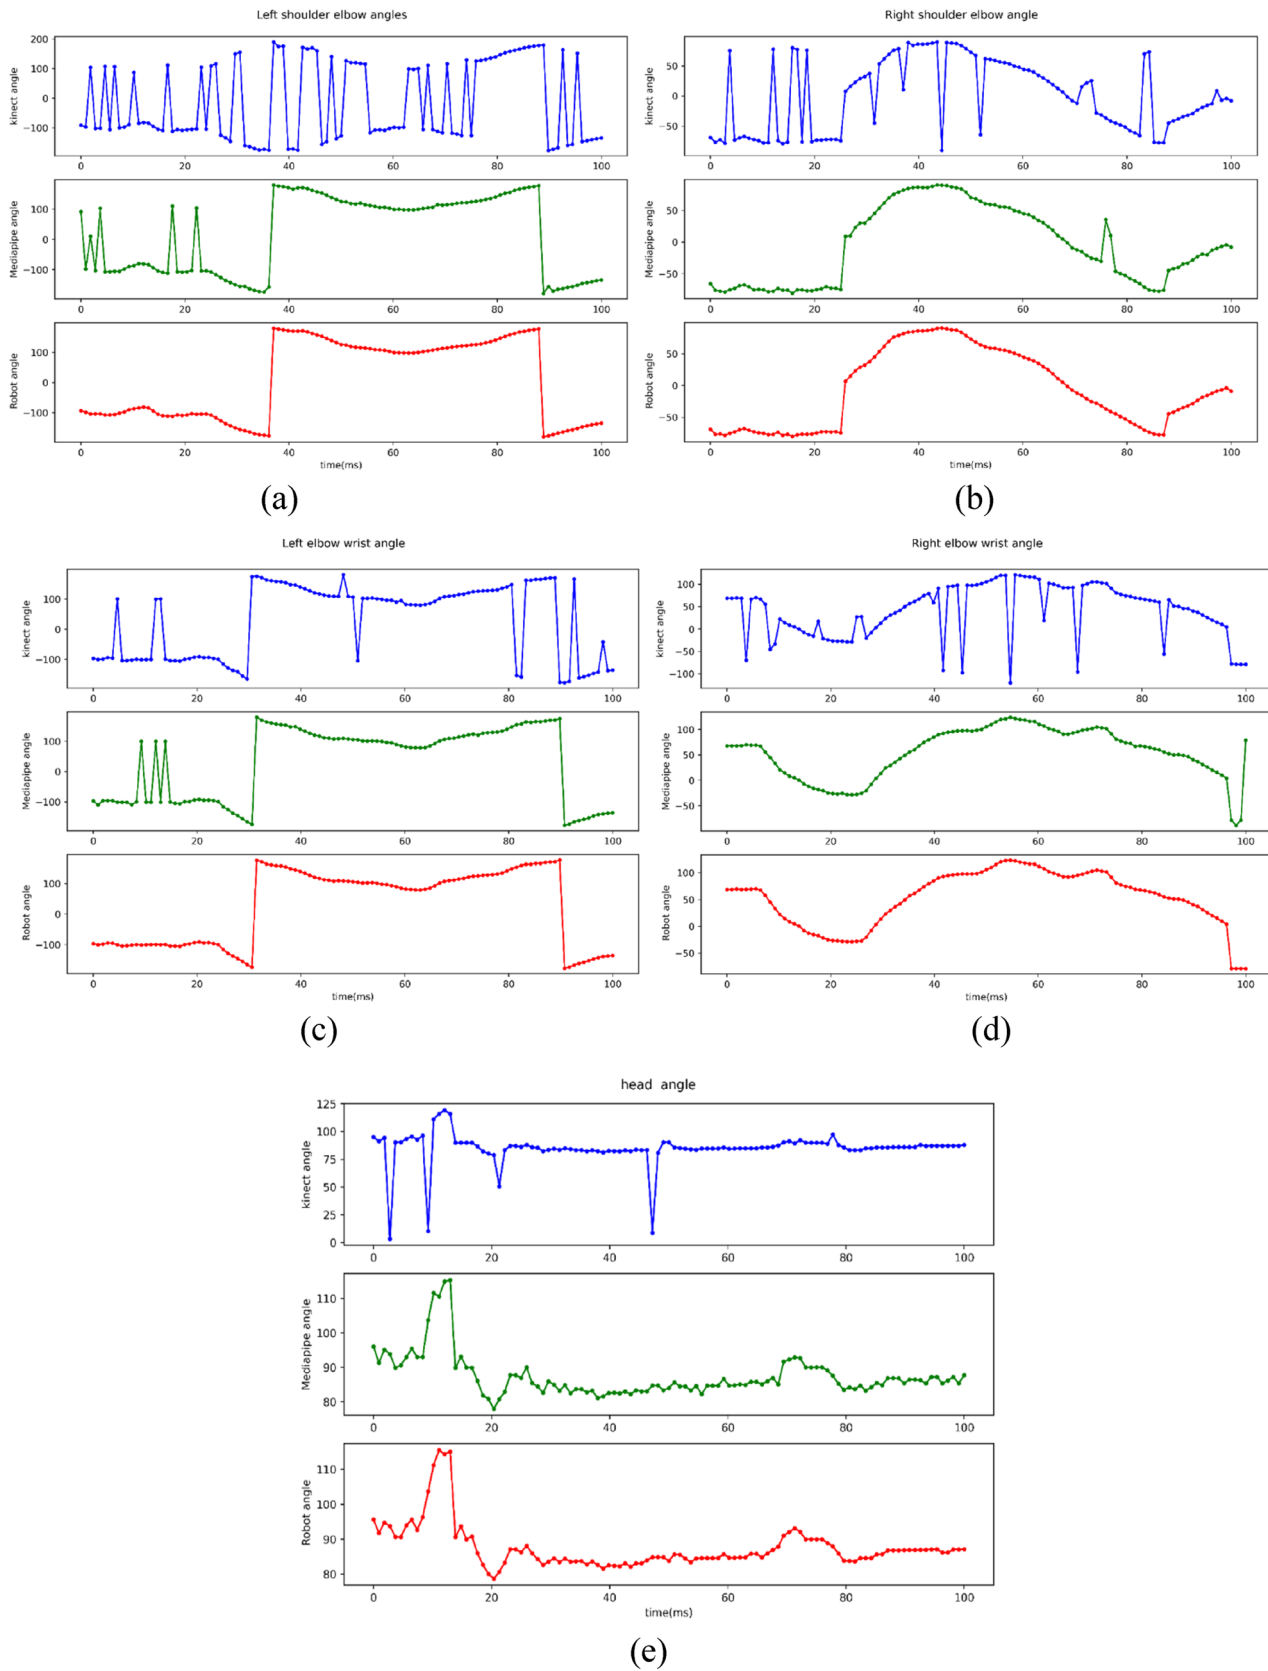 Left shoulder elbow angles
kinect angle
200
100
0
−100
0 20 40 60 80 100
Mediapipe angle
100
0
−100
0 20 40 60 80 100
Robot angle
100
0
−100
0 20 40 60 80 100
time(ms)
(a)
Right shoulder elbow angle
kinect angle
50
0
−50
0 20 40 60 80 100
Mediapipe angle
50
0
−50
0 20 40 60 80 100
Robot angle
50
0
−50
0 20 40 60 80 100
time(ms)
(b)
Left elbow wrist angle
kinect angle
100
0
−100
0 20 40 60 80 100
Mediapipe angle
100
0
−100
0 20 40 60 80 100
Robot angle
100
0
−100
0 20 40 60 80 100
time(ms)
(c)
Right elbow wrist angle
kinect angle
100
50
0
−50
−100
0 20 40 60 80 100
Mediapipe angle
100
50
0
−50
0 20 40 60 80 100
Robot angle
100
50
0
−50
0 20 40 60 80 100
time(ms)
(d)
head angle
kinect angle
125
100
75
50
25
0
0 20 40 60 80 100
Mediapipe angle
110
100
90
80
0 20 40 60 80 100
Robot angle
110
100
90
80
0 20 40 60 80 100
time(ms)
(e)